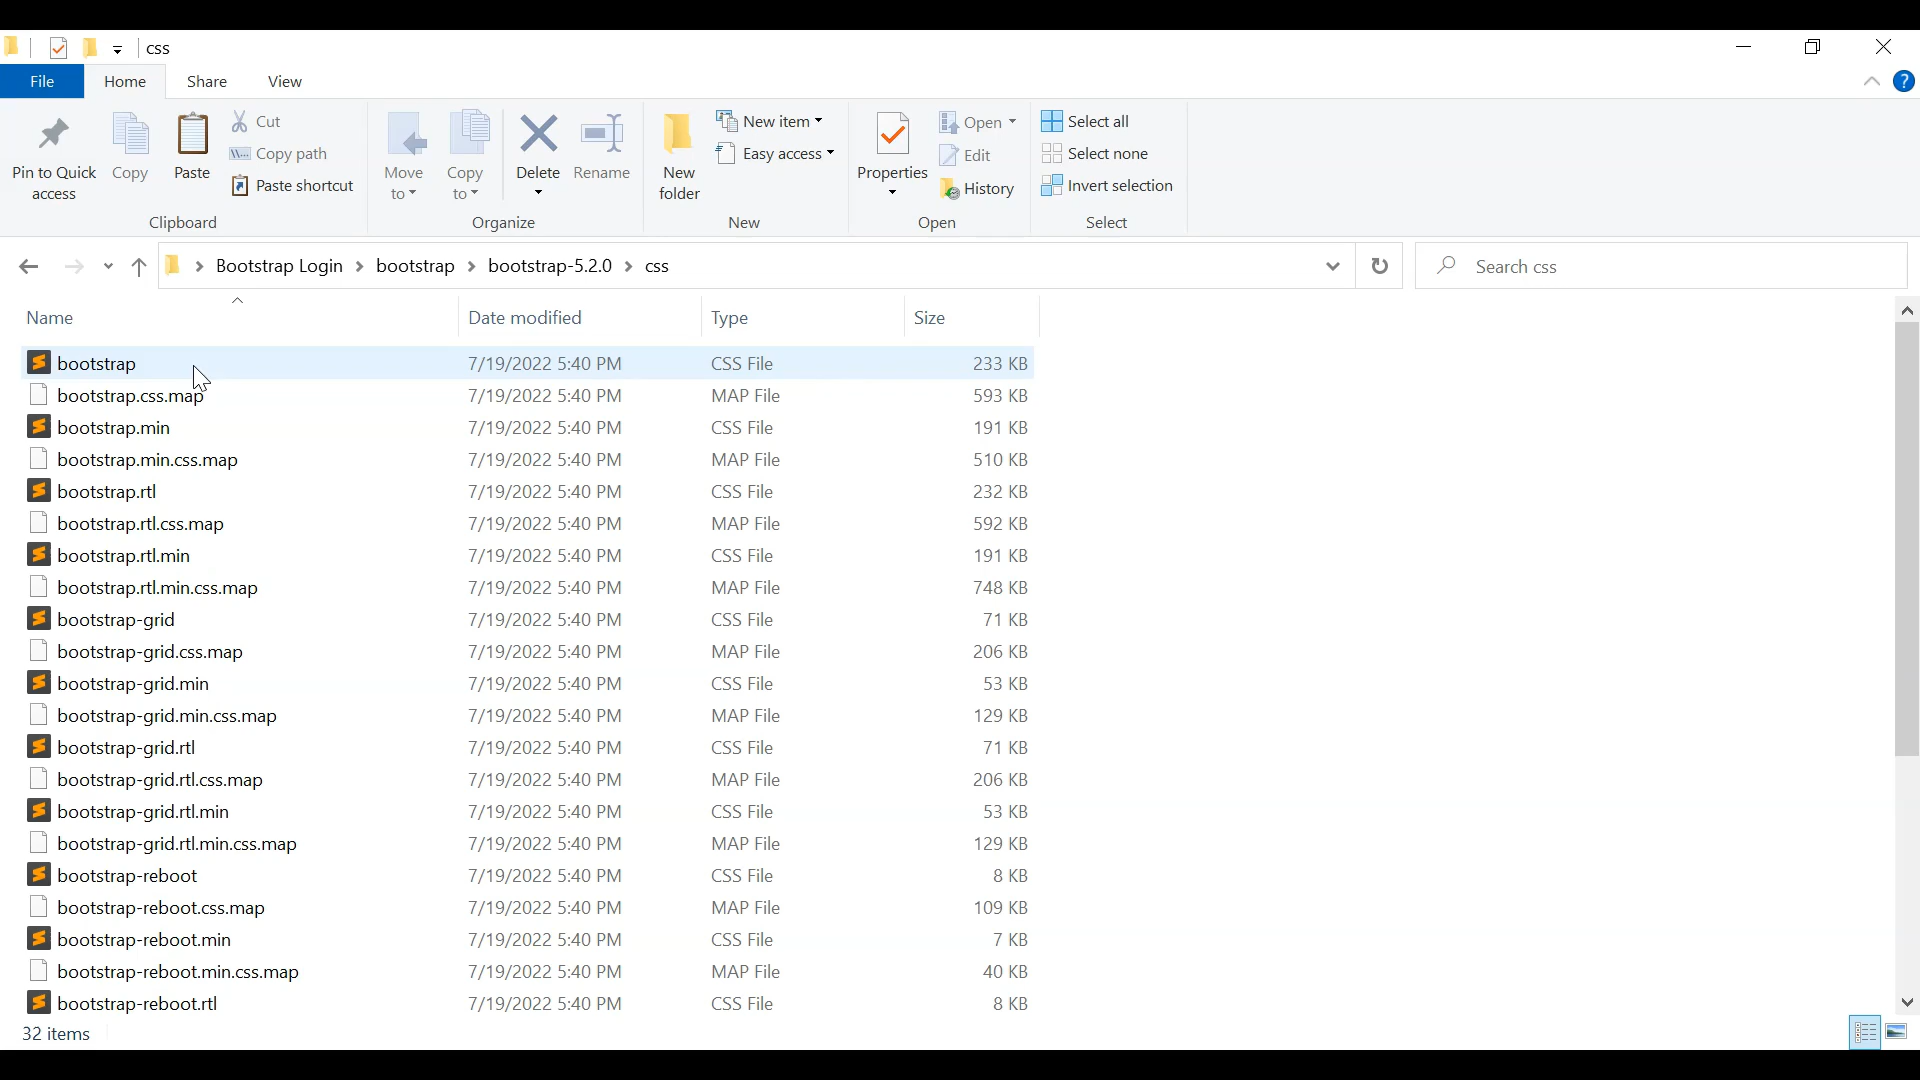 css
File Home Share View
?
Pin to Quick access
Copy
Paste
Cut
Copy path
Paste shortcut
Clipboard
Move to
Copy to
Delete
Rename
Organize
New folder
New item
Easy access
New
Properties
Open
Edit
History
Open
Select all
Select none
Invert selection
Select
Bootstrap Login > bootstrap > bootstrap-5.2.0 > css
Search css
Name Date modified Type Size
bootstrap 7/19/2022 5:40 PM CSS File 233 KB
bootstrap.css.map 7/19/2022 5:40 PM MAP File 593 KB
bootstrap.min 7/19/2022 5:40 PM CSS File 191 KB
bootstrap.min.css.map 7/19/2022 5:40 PM MAP File 510 KB
bootstrap.rtl 7/19/2022 5:40 PM CSS File 232 KB
bootstrap.rtl.css.map 7/19/2022 5:40 PM MAP File 592 KB
bootstrap.rtl.min 7/19/2022 5:40 PM CSS File 191 KB
bootstrap.rtl.min.css.map 7/19/2022 5:40 PM MAP File 748 KB
bootstrap-grid 7/19/2022 5:40 PM CSS File 71 KB
bootstrap-grid.css.map 7/19/2022 5:40 PM MAP File 206 KB
bootstrap-grid.min 7/19/2022 5:40 PM CSS File 53 KB
bootstrap-grid.min.css.map 7/19/2022 5:40 PM MAP File 129 KB
bootstrap-grid.rtl 7/19/2022 5:40 PM CSS File 71 KB
bootstrap-grid.rtl.css.map 7/19/2022 5:40 PM MAP File 206 KB
bootstrap-grid.rtl.min 7/19/2022 5:40 PM CSS File 53 KB
bootstrap-grid.rtl.min.css.map 7/19/2022 5:40 PM MAP File 129 KB
bootstrap-reboot 7/19/2022 5:40 PM CSS File 8 KB
bootstrap-reboot.css.map 7/19/2022 5:40 PM MAP File 109 KB
bootstrap-reboot.min 7/19/2022 5:40 PM CSS File 7 KB
bootstrap-reboot.min.css.map 7/19/2022 5:40 PM MAP File 40 KB
bootstrap-reboot.rtl 7/19/2022 5:40 PM CSS File 8 KB
32 items